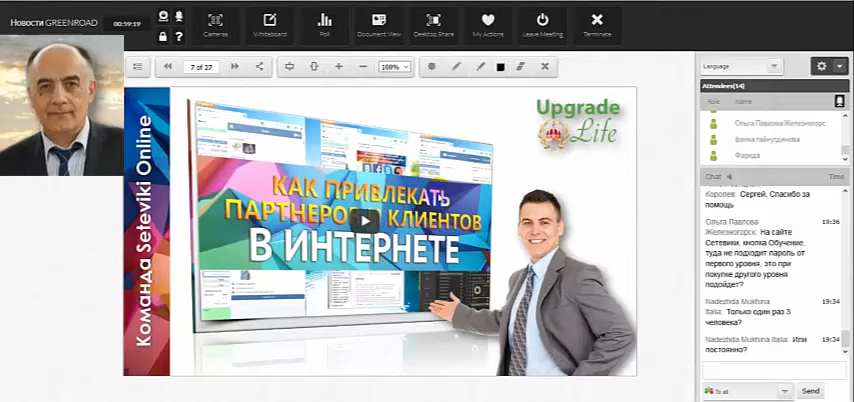 Новости GREENROAD
00:59:19
Cameras
Whiteboard
Poll
Document View
Desktop Share
My Actions
Leave Meeting
Terminate
7 of 27
100%
Команда Seteviki Online
Upgrade
Life
КАК ПРИВЛЕКАТЬ
ПАРТНЕРОВ И КЛИЕНТОВ
В ИНТЕРНЕТЕ
Language
Attendees(14)
Role Name
Ольга Павлова Железногорс
фаина гайнутдинова
Фарида
Chat Time
Королев: Сергей, Спасибо за
помощь
Ольга Павлова 19:36
Железногорск: На сайте
Сетевики, кнопка Обучение,
туда не подходит пароль от
первого уровня, это при
покупке другого уровня
подойдет?
Nadezhda Mukhina 19:34
Italia: Только один раз 3
человека?
Nadezhda Mukhina Italia: Или 19:34
постоянно?
To all
Send